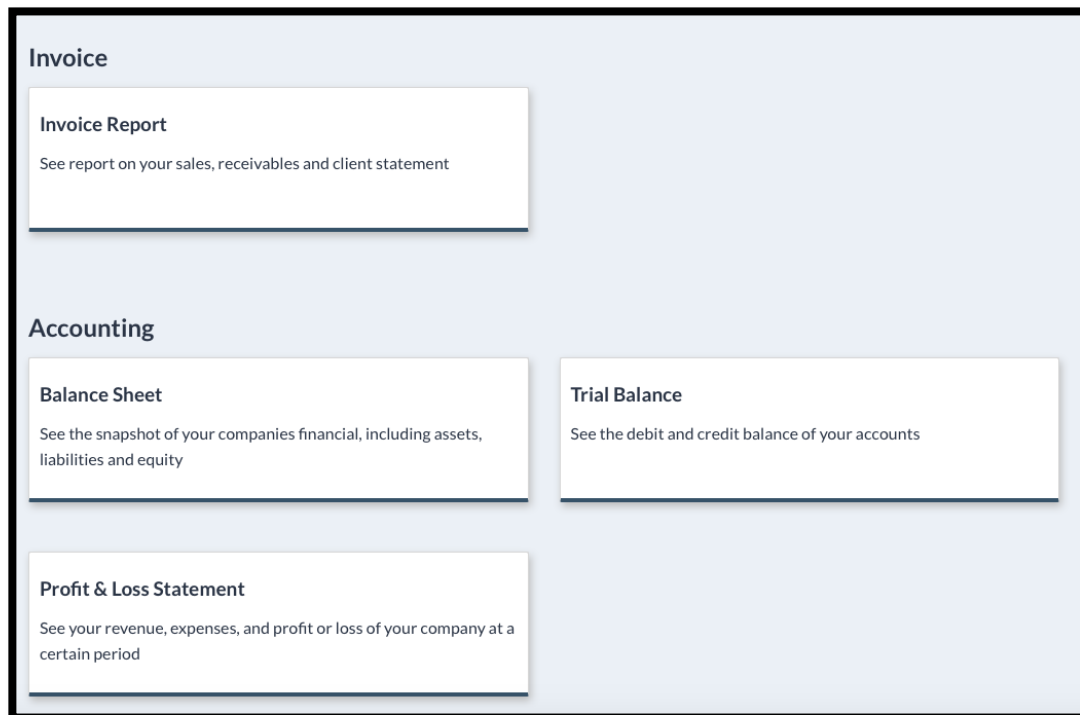 Invoice
Invoice Report
See report on your sales, receivables and client statement
Accounting
Balance Sheet
See the snapshot of your companies financial, including assets,
liabilities and equity
Trial Balance
See the debit and credit balance of your accounts
Profit & Loss Statement
See your revenue, expenses, and profit or loss of your company at a
certain period